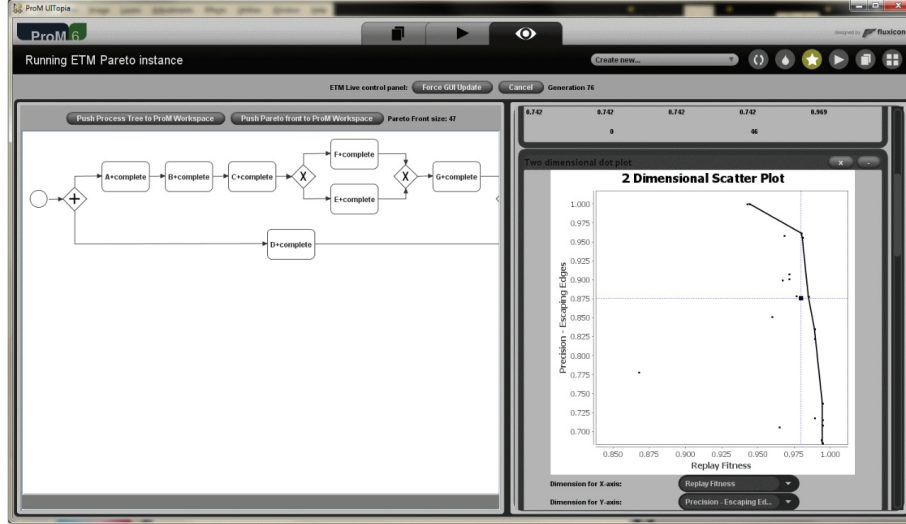 ProM UITopia
ProM 6
designed by fluxicon
Running ETM Pareto instance
Create new...
ETM Live control panel: Force GUI Update Cancel Generation 76
Push Process Tree to ProM Workspace Push Pareto front to ProM Workspace Pareto Front size: 47
A+complete
B+complete
C+complete
X
F+complete
E+complete
X
G+complete
+
D+complete
0.742 0.742 0.742 0.742 0.969
0 46
Two dimensional dot plot x -
2 Dimensional Scatter Plot
Precision - Escaping Edges
1.000
0.975
0.950
0.925
0.900
0.875
0.850
0.825
0.800
0.775
0.750
0.725
0.700
0.850 0.875 0.900 0.925 0.950 0.975 1.000
Replay Fitness
Dimension for X-axis: Replay Fitness
Dimension for Y-axis: Precision - Escaping Ed...